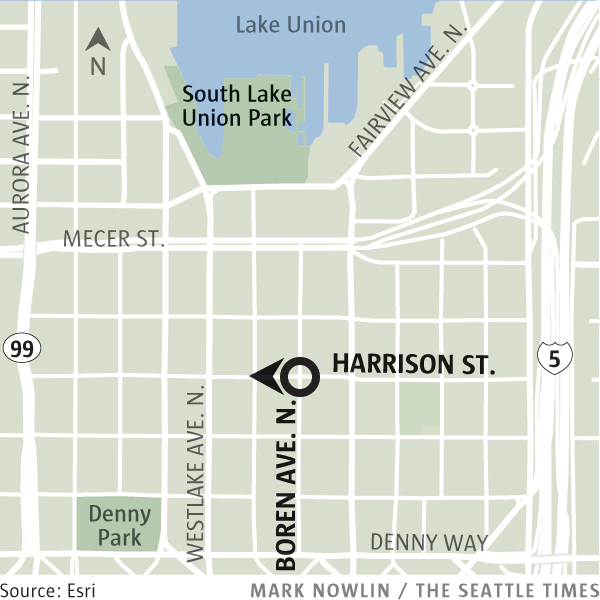 Lake Union
N
South Lake
Union Park
FAIRVIEW AVE. N.
AURORA AVE. N.
MECER ST.
99
HARRISON ST.
5
WESTLAKE AVE. N.
BOREN AVE. N.
Denny
Park
DENNY WAY
Source: Esri
MARK NOWLIN / THE SEATTLE TIMES